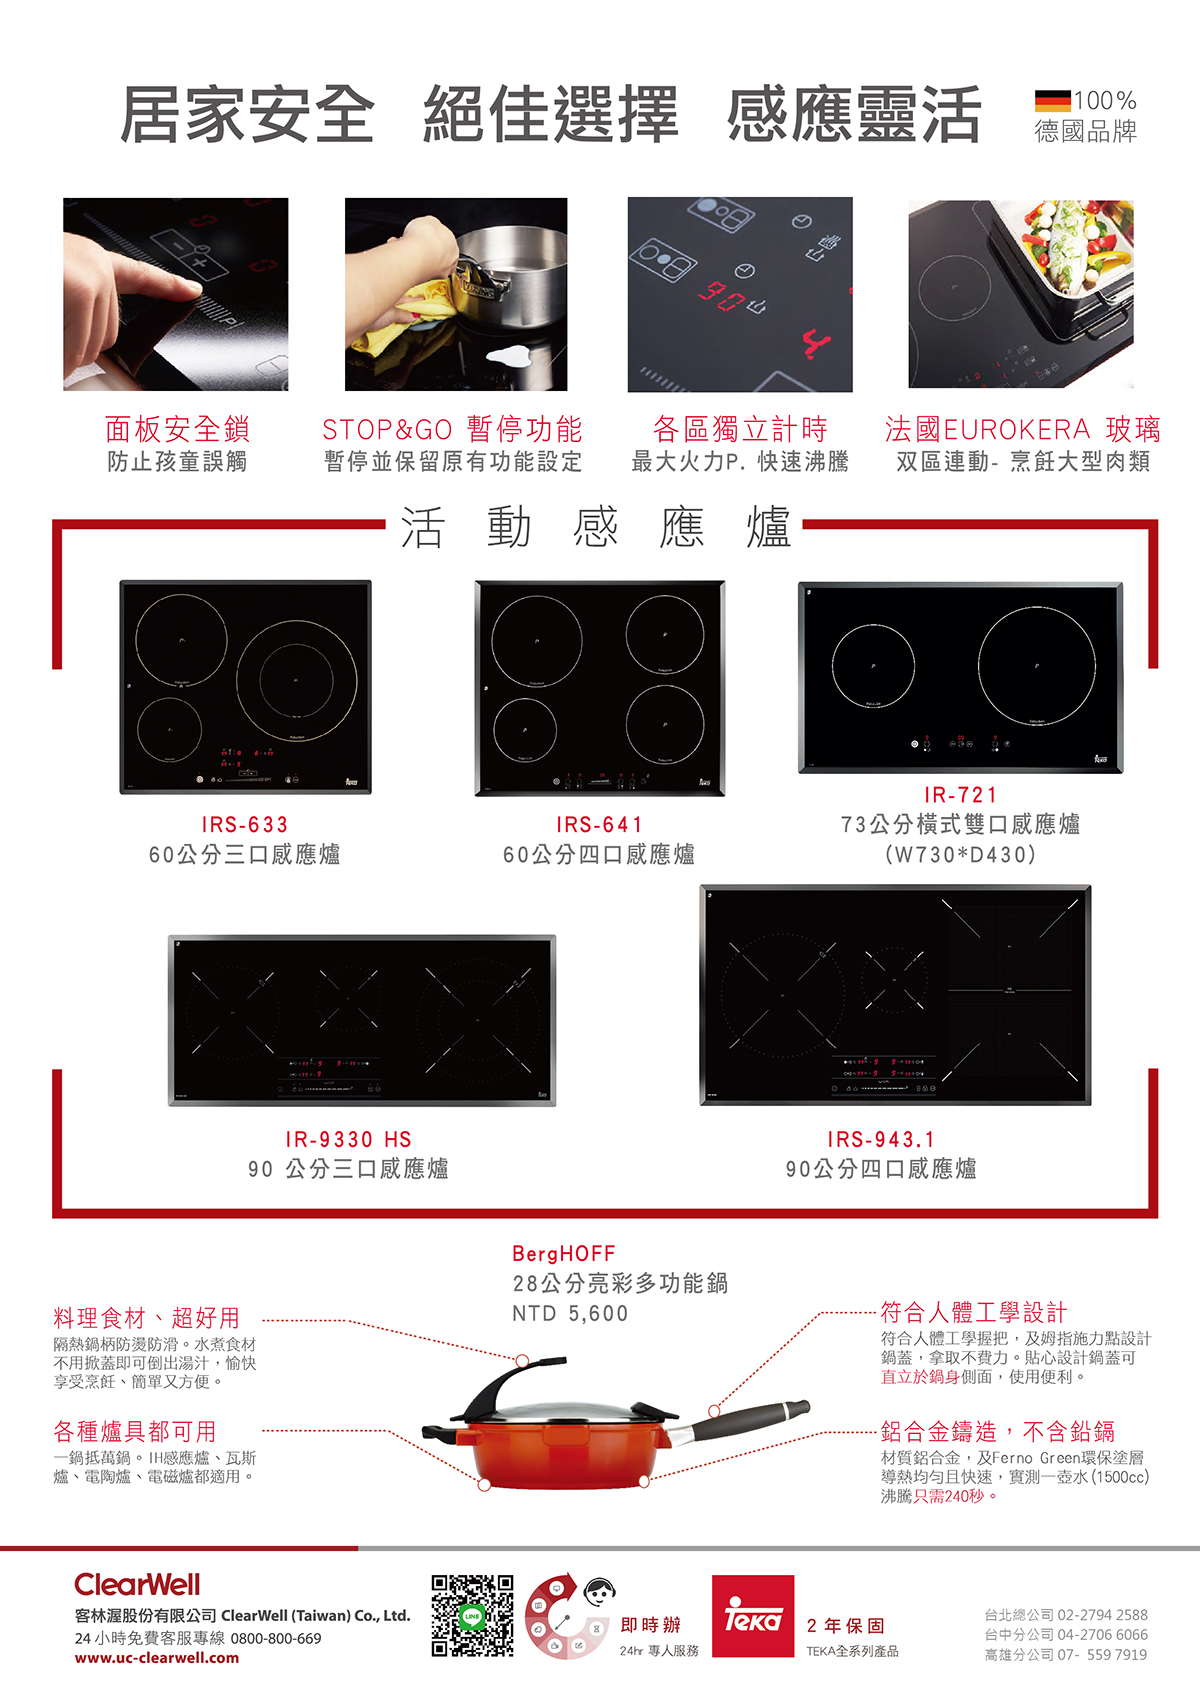 居家安全 絕佳選擇 感應靈活
100%
德國品牌
面板安全鎖
防止孩童誤觸
STOP&GO 暫停功能
暫停並保留原有功能設定
各區獨立計時
最大火力P. 快速沸騰
法國EUROKERA 玻璃
双區連動- 烹飪大型肉類
活動感應爐
IRS-633
60公分三口感應爐
IRS-641
60公分四口感應爐
IR-721
73公分橫式雙口感應爐
(W730*D430)
IR-9330 HS
90 公分三口感應爐
IRS-943.1
90公分四口感應爐
BergHOFF
28公分亮彩多功能鍋
NTD 5,600
料理食材、超好用
隔熱鍋柄防燙防滑。水煮食材
不用掀蓋即可倒出湯汁，愉快
享受烹飪、簡單又方便。
各種爐具都可用
一鍋抵萬鍋。IH感應爐、瓦斯
爐、電陶爐、電磁爐都適用。
符合人體工學設計
符合人體工學握把，及姆指施力點設計
鍋蓋，拿取不費力。貼心設計鍋蓋可
直立於鍋身側面，使用便利。
鋁合金鑄造，不含鉛鎘
材質鋁合金，及Ferno Green環保塗層
導熱均勻且快速，實測一壺水(1500cc)
沸騰只需240秒。
ClearWell
客林渥股份有限公司 ClearWell (Taiwan) Co., Ltd.
24 小時免費客服專線 0800-800-669
www.uc-clearwell.com
LINE
即時辦
24hr 專人服務
TEKA
2 年保固
TEKA全系列產品
台北總公司 02-2794 2588
台中分公司 04-2706 6066
高雄分公司 07- 559 7919